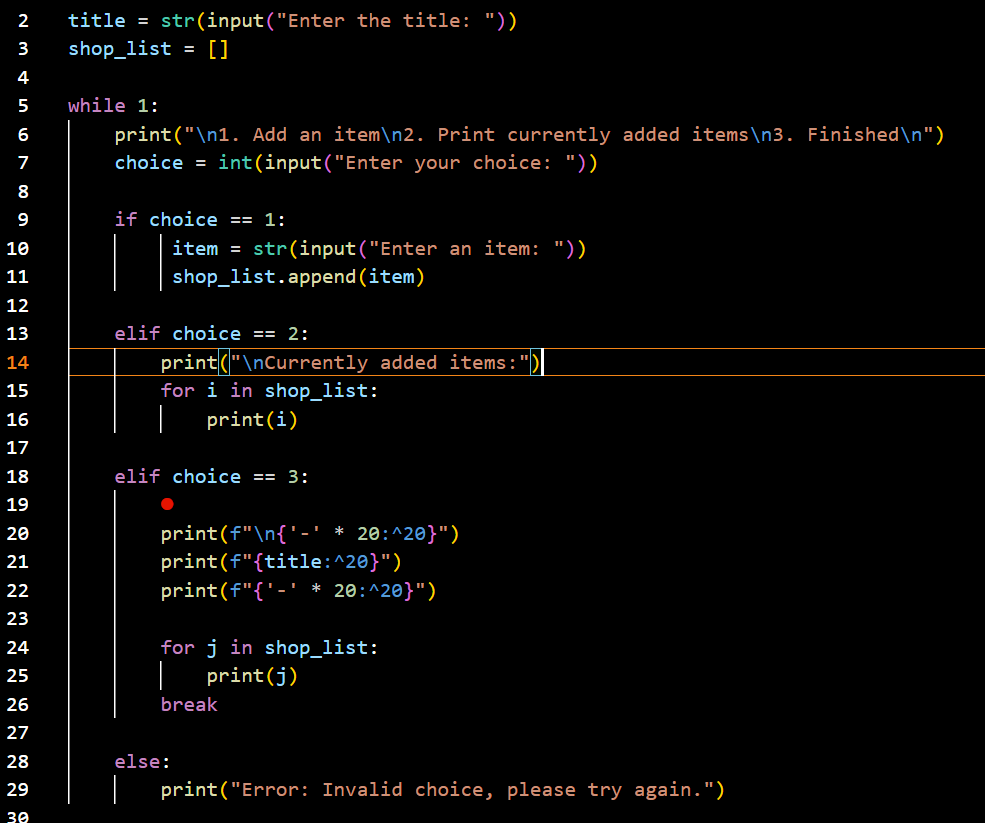 2 title = str(input("Enter the title: "))
3 shop_list = []
4
5 while 1:
6     print("\n1. Add an item\n2. Print currently added items\n3. Finished\n")
7     choice = int(input("Enter your choice: "))
8
9     if choice == 1:
10         item = str(input("Enter an item: "))
11         shop_list.append(item)
12
13     elif choice == 2:
14         print("\nCurrently added items:")
15         for i in shop_list:
16             print(i)
17
18     elif choice == 3:
19
20         print(f"\n{'-' * 20:^20}")
21         print(f"{title:^20}")
22         print(f"{'-' * 20:^20}")
23
24         for j in shop_list:
25             print(j)
26         break
27
28     else:
29         print("Error: Invalid choice, please try again.")
30